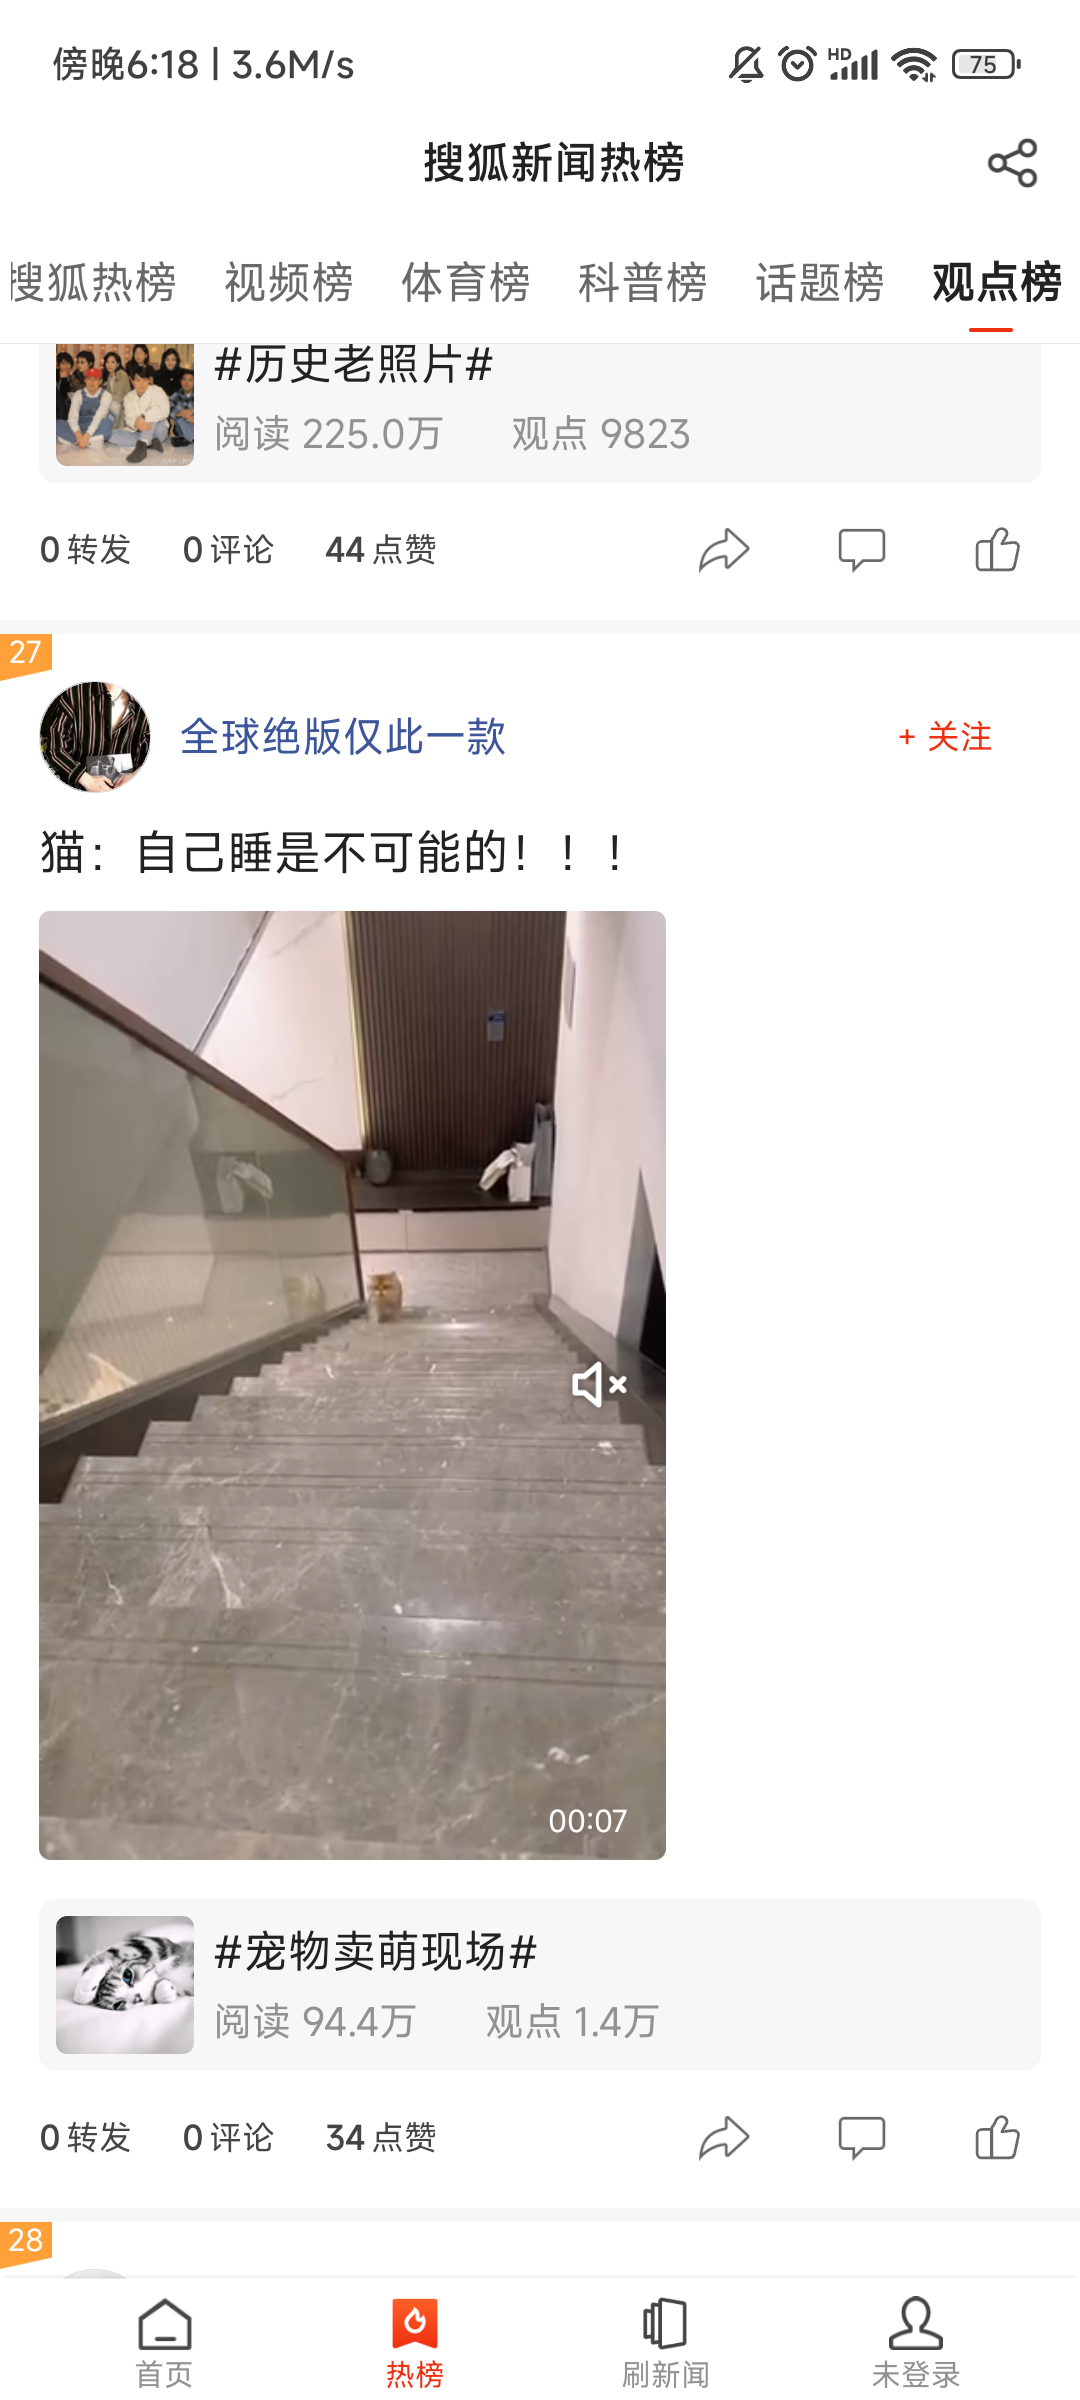 傍晚6:18 | 3.6M/s
HD
75
搜狐新闻热榜
搜狐热榜 视频榜 体育榜 科普榜 话题榜 观点榜
#历史老照片#
阅读 225.0万 观点 9823
0 转发 0 评论 44 点赞
27
全球绝版仅此一款
+ 关注
猫：自己睡是不可能的！！！
00:07
#宠物卖萌现场#
阅读 94.4万 观点 1.4万
0 转发 0 评论 34 点赞
28
首页 热榜 刷新闻 未登录